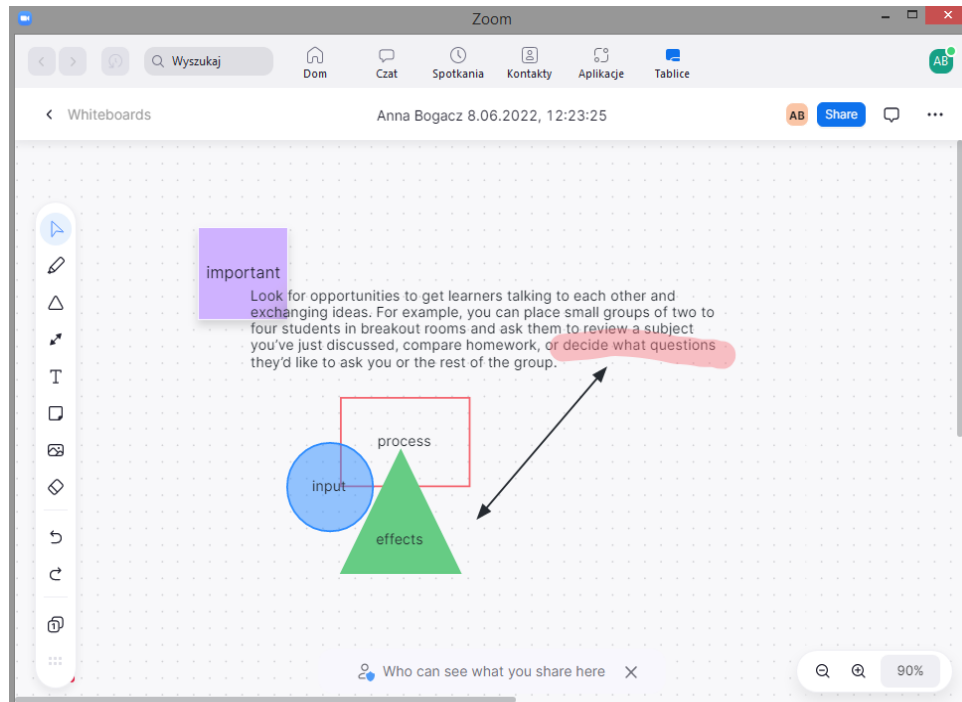 Zoom
Wyszukaj
Dom
Czat
Spotkania
Kontakty
Aplikacje
Tablice
AB
Whiteboards
Anna Bogacz 8.06.2022, 12:23:25
AB
Share
important
Look for opportunities to get learners talking to each other and
exchanging ideas. For example, you can place small groups of two to
four students in breakout rooms and ask them to review a subject
you've just discussed, compare homework, or decide what questions
they'd like to ask you or the rest of the group.
process
input
effects
T
1
Who can see what you share here
90%